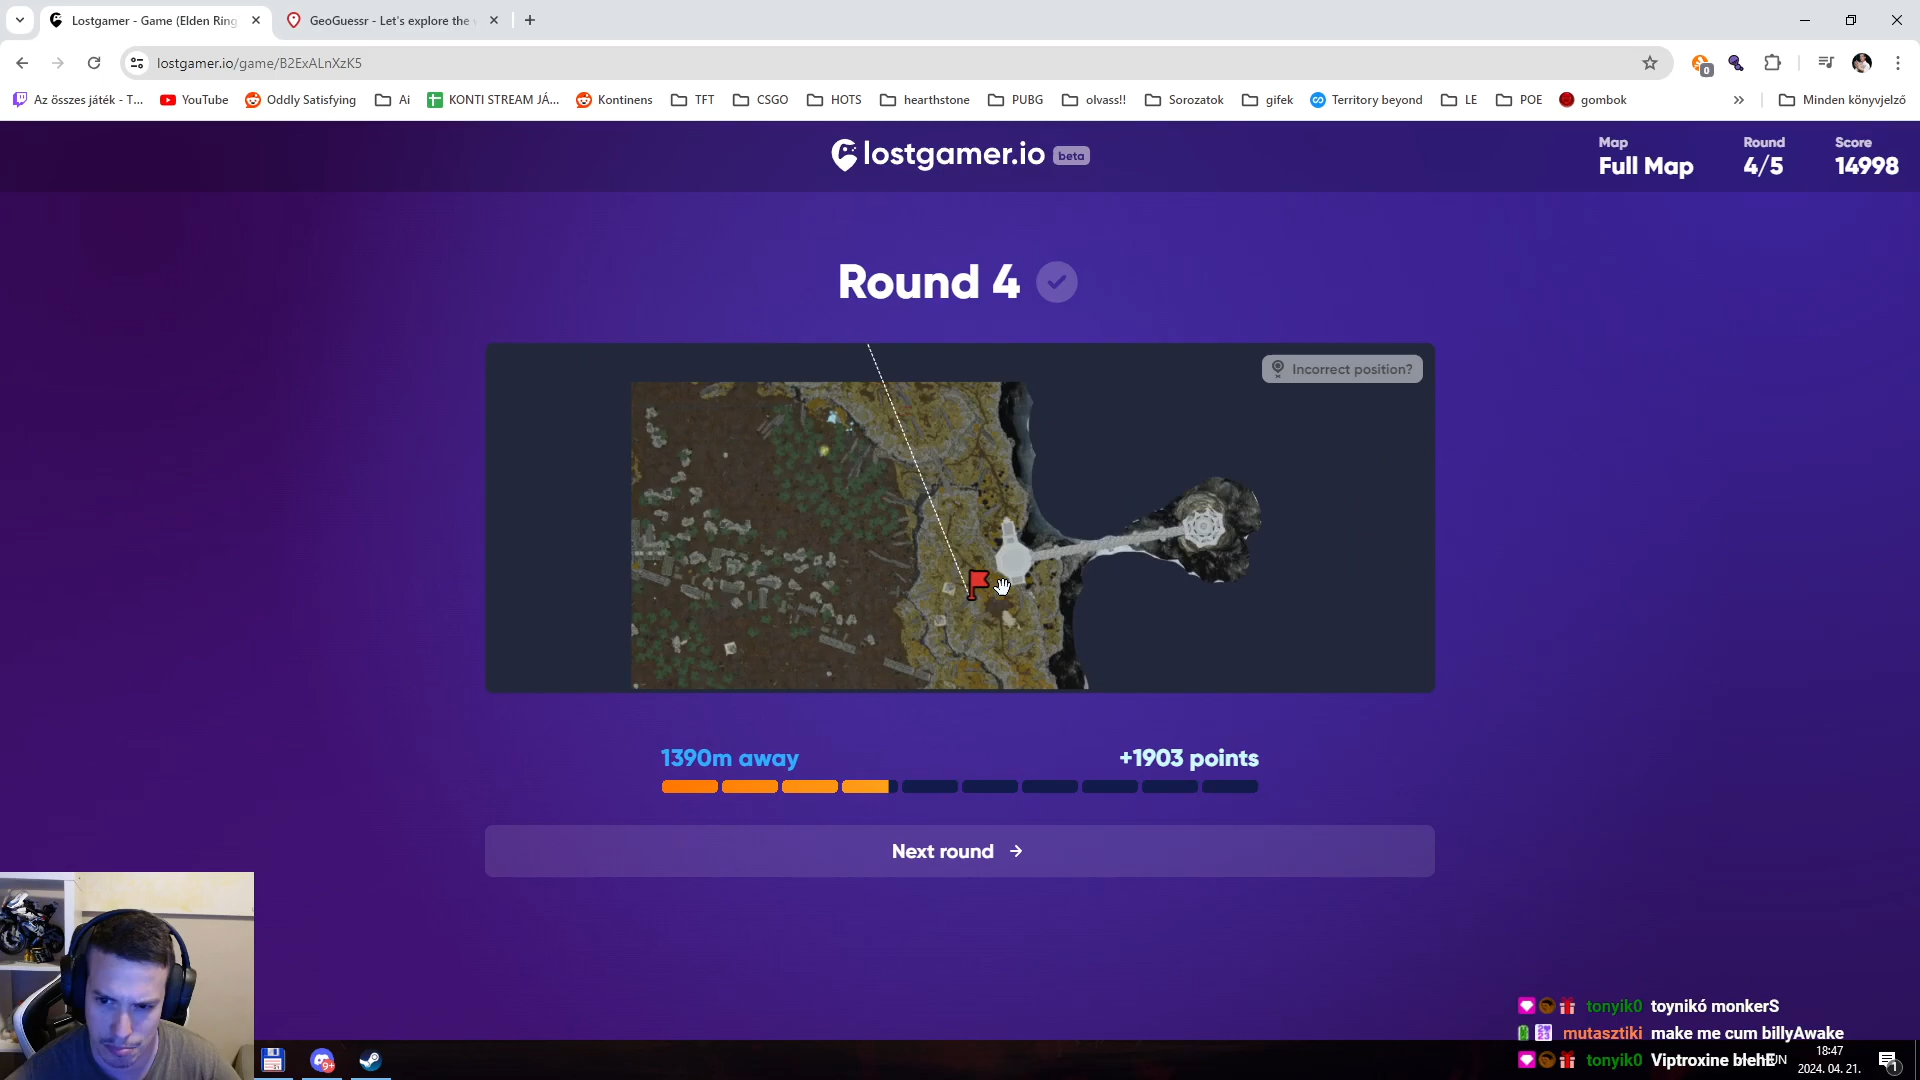 Lostgamer - Game (Elden Ring
GeoGuessr - Let's explore the
lostgamer.io/game/B2ExALnXzK5
0
Az összes játék - T...
YouTube
Oddly Satisfying
Ai
KONTI STREAM JÁ...
Kontinens
TFT
CSGO
HOTS
hearthstone
PUBG
olvass!!
Sorozatok
gifek
Territory beyond
LE
POE
gombok
Minden könyvjelző
lostgamer.io beta
Map
Full Map
Round
4/5
Score
14998
Round 4
Incorrect position?
1390m away
+1903 points
Next round
tonyik0 toynikó monkerS
mutasztiki make me cum billyAwake
tonyik0 Viptroxine blehE
9+
18:47
2024. 04. 21.
1